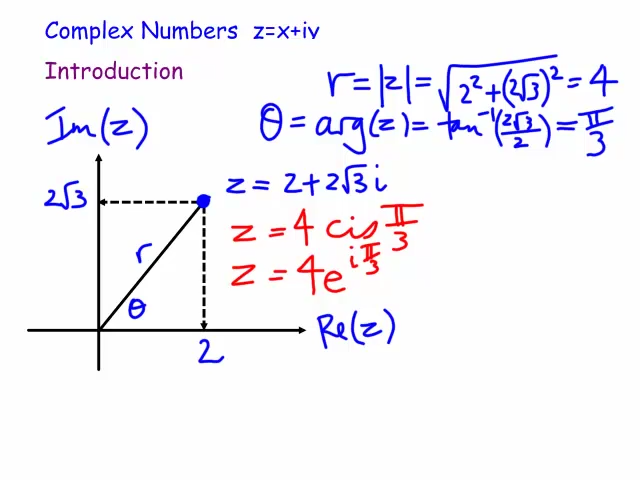 Complex Numbers z=x+iv
Introduction
r = |z| = √(2² + (2√3)²) = 4
Im(z)
θ = arg(z) = tan⁻¹(2√3/2) = π/3
2√3
z = 2 + 2√3 i
z = 4 cis π/3
r
z = 4e^(iπ/3)
θ
Re(z)
2